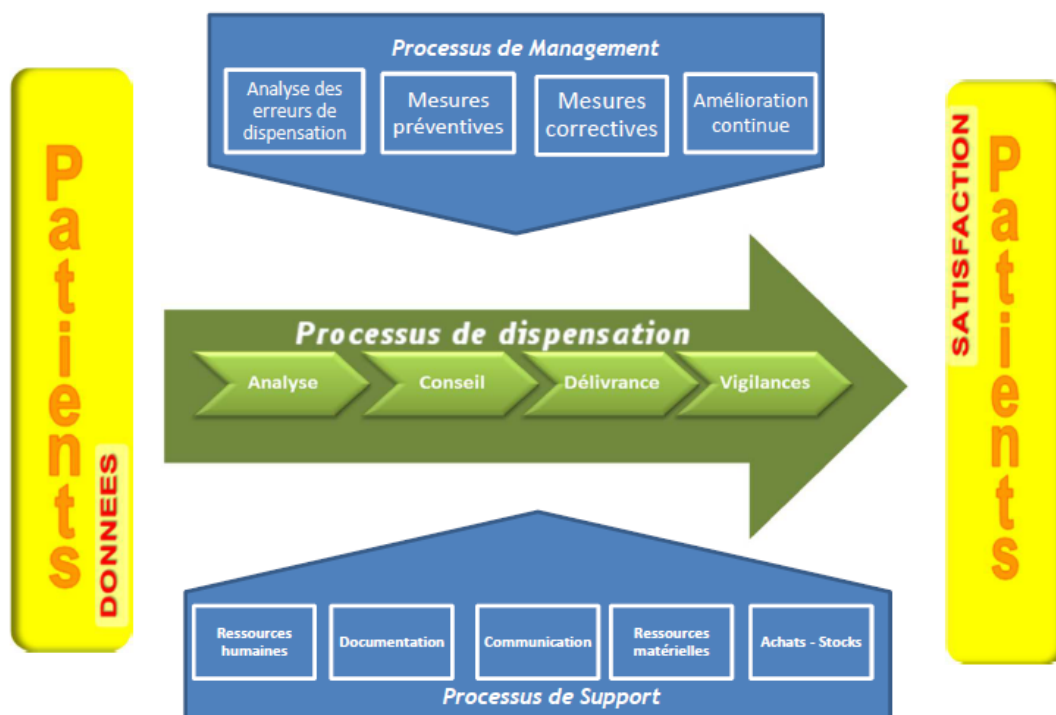 Processus de Management
Analyse des
erreurs de
dispensation
Mesures
préventives
Mesures
correctives
Amélioration
continue
Patients
DONNEES
Processus de dispensation
Analyse
Conseil
Délivrance
Vigilances
SATISFACTION
Patients
Ressources
humaines
Documentation
Communication
Ressources
matérielles
Achats - Stocks
Processus de Support